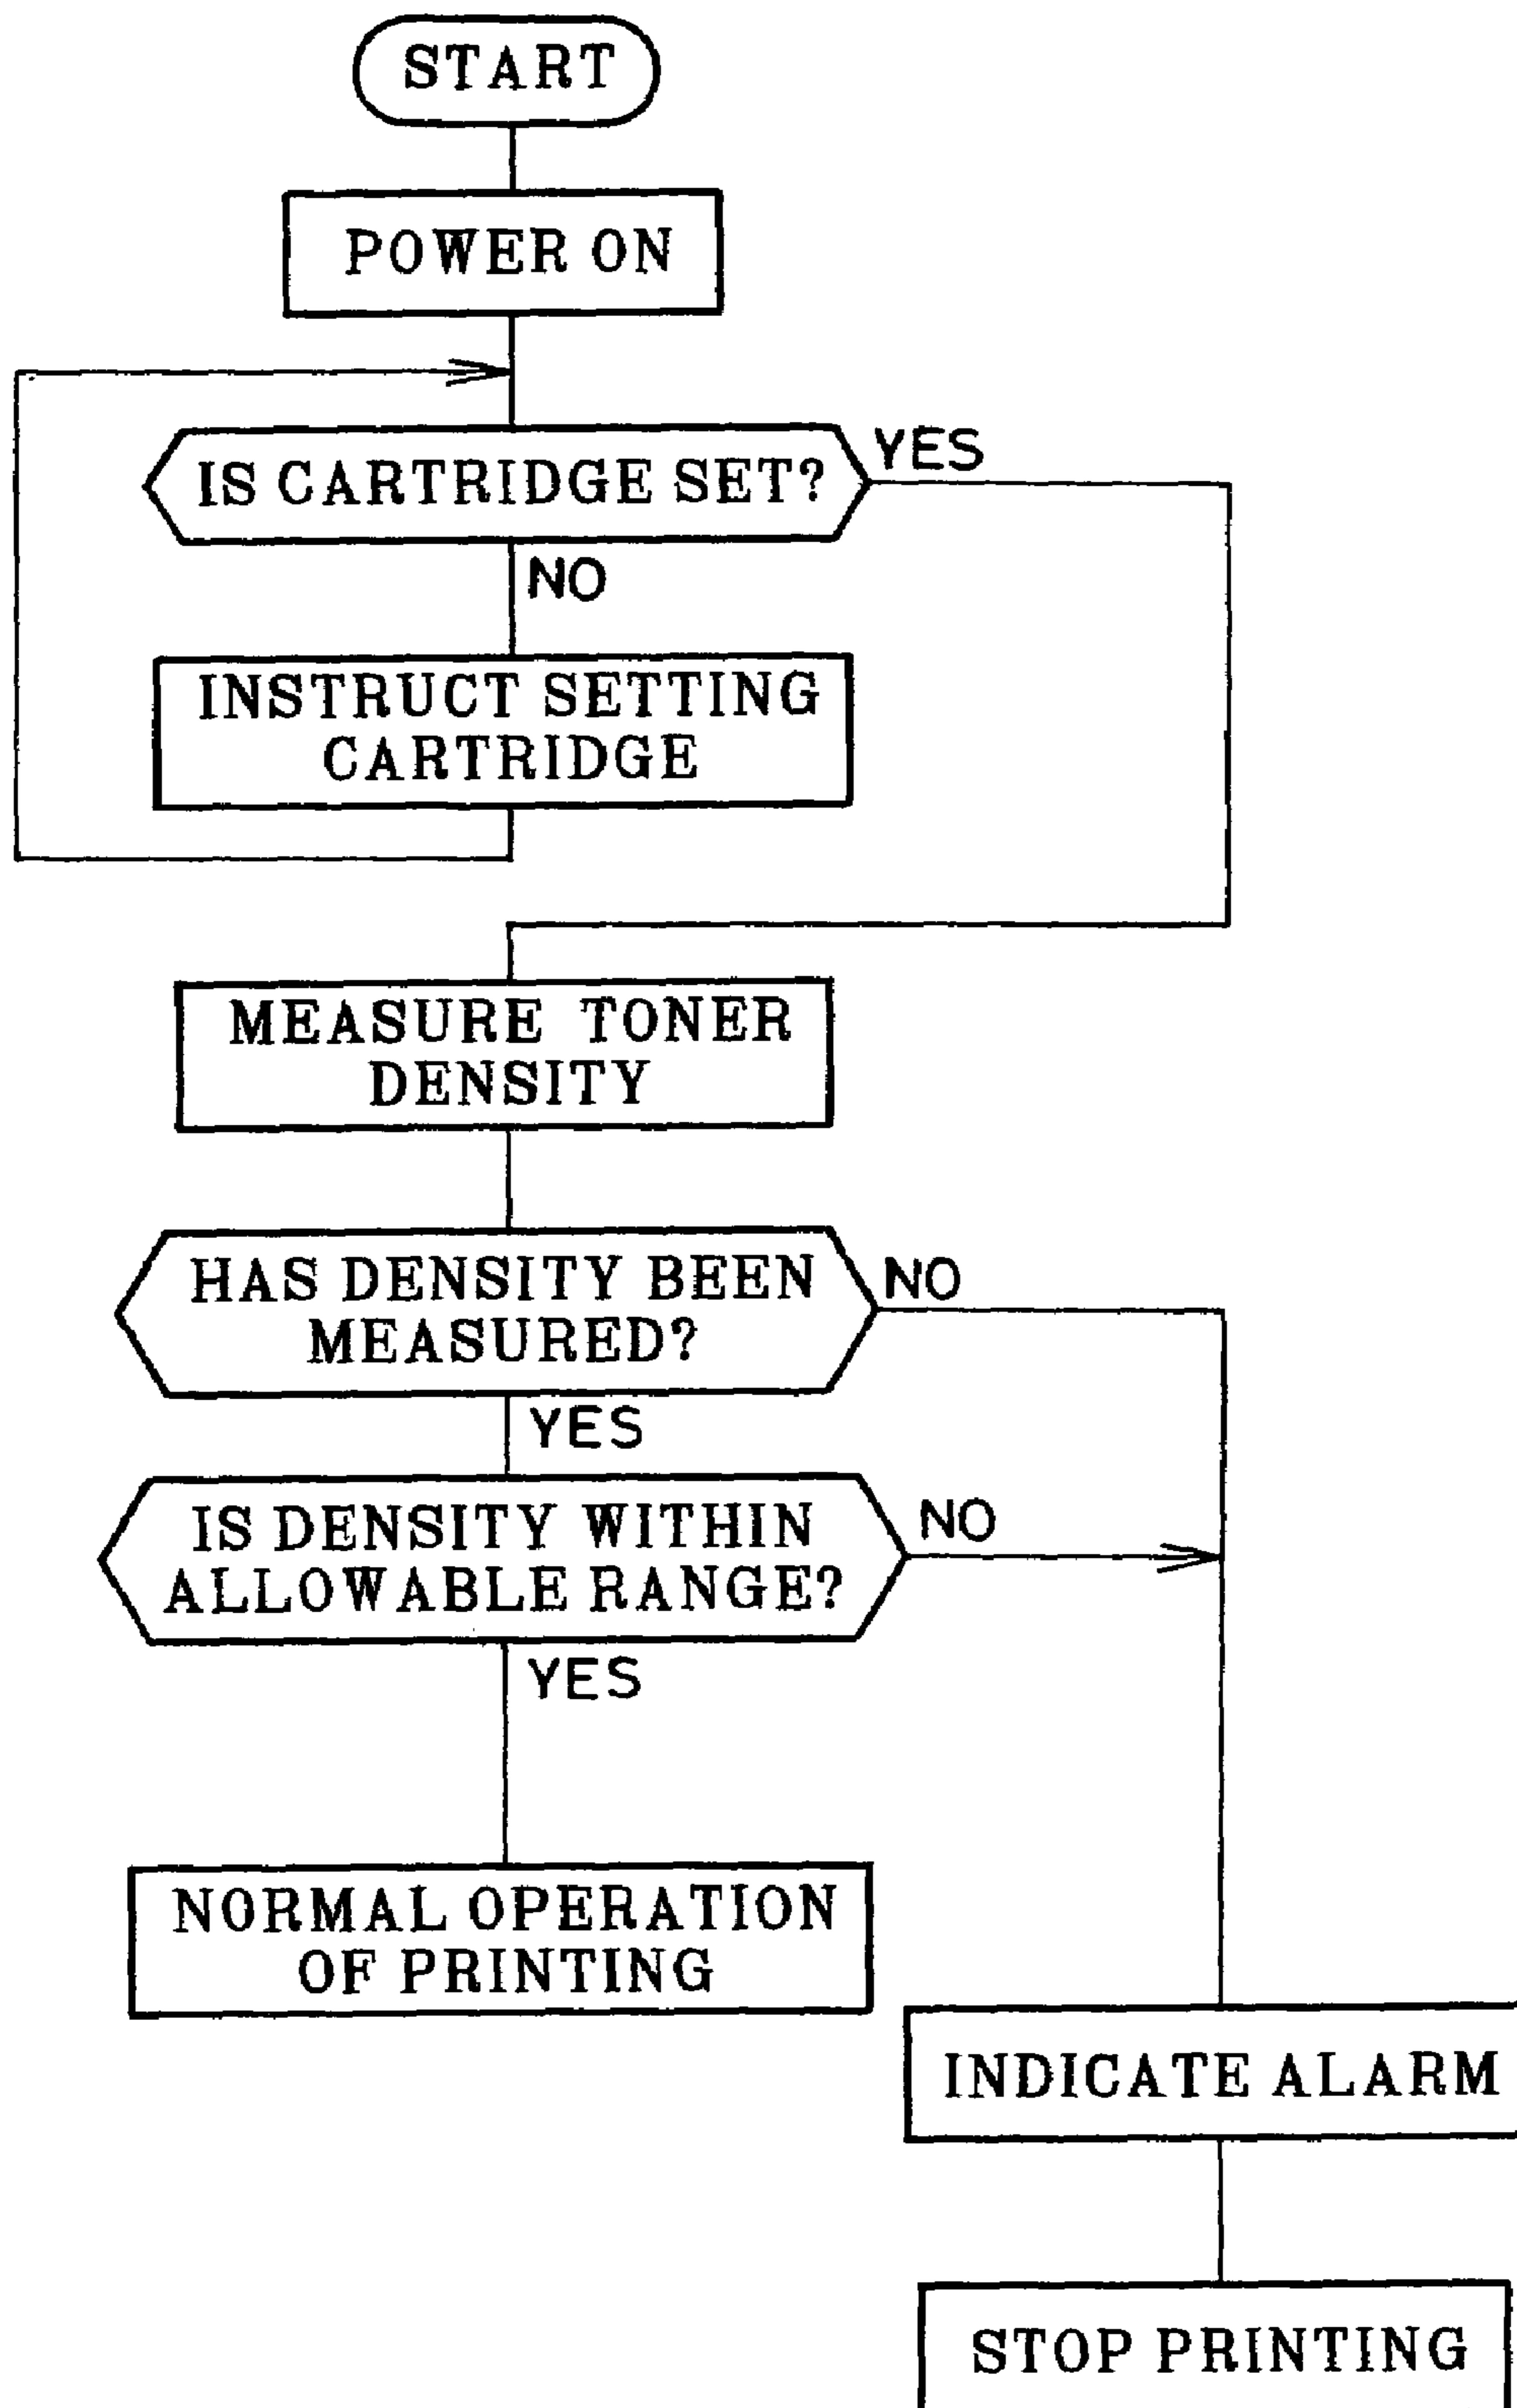 START
POWER ON
IS CARTRIDGE SET?
YES
NO
INSTRUCT SETTING
CARTRIDGE
MEASURE TONER
DENSITY
HAS DENSITY BEEN
MEASURED?
NO
YES
IS DENSITY WITHIN
ALLOWABLE RANGE?
NO
YES
NORMAL OPERATION
OF PRINTING
INDICATE ALARM
STOP PRINTING